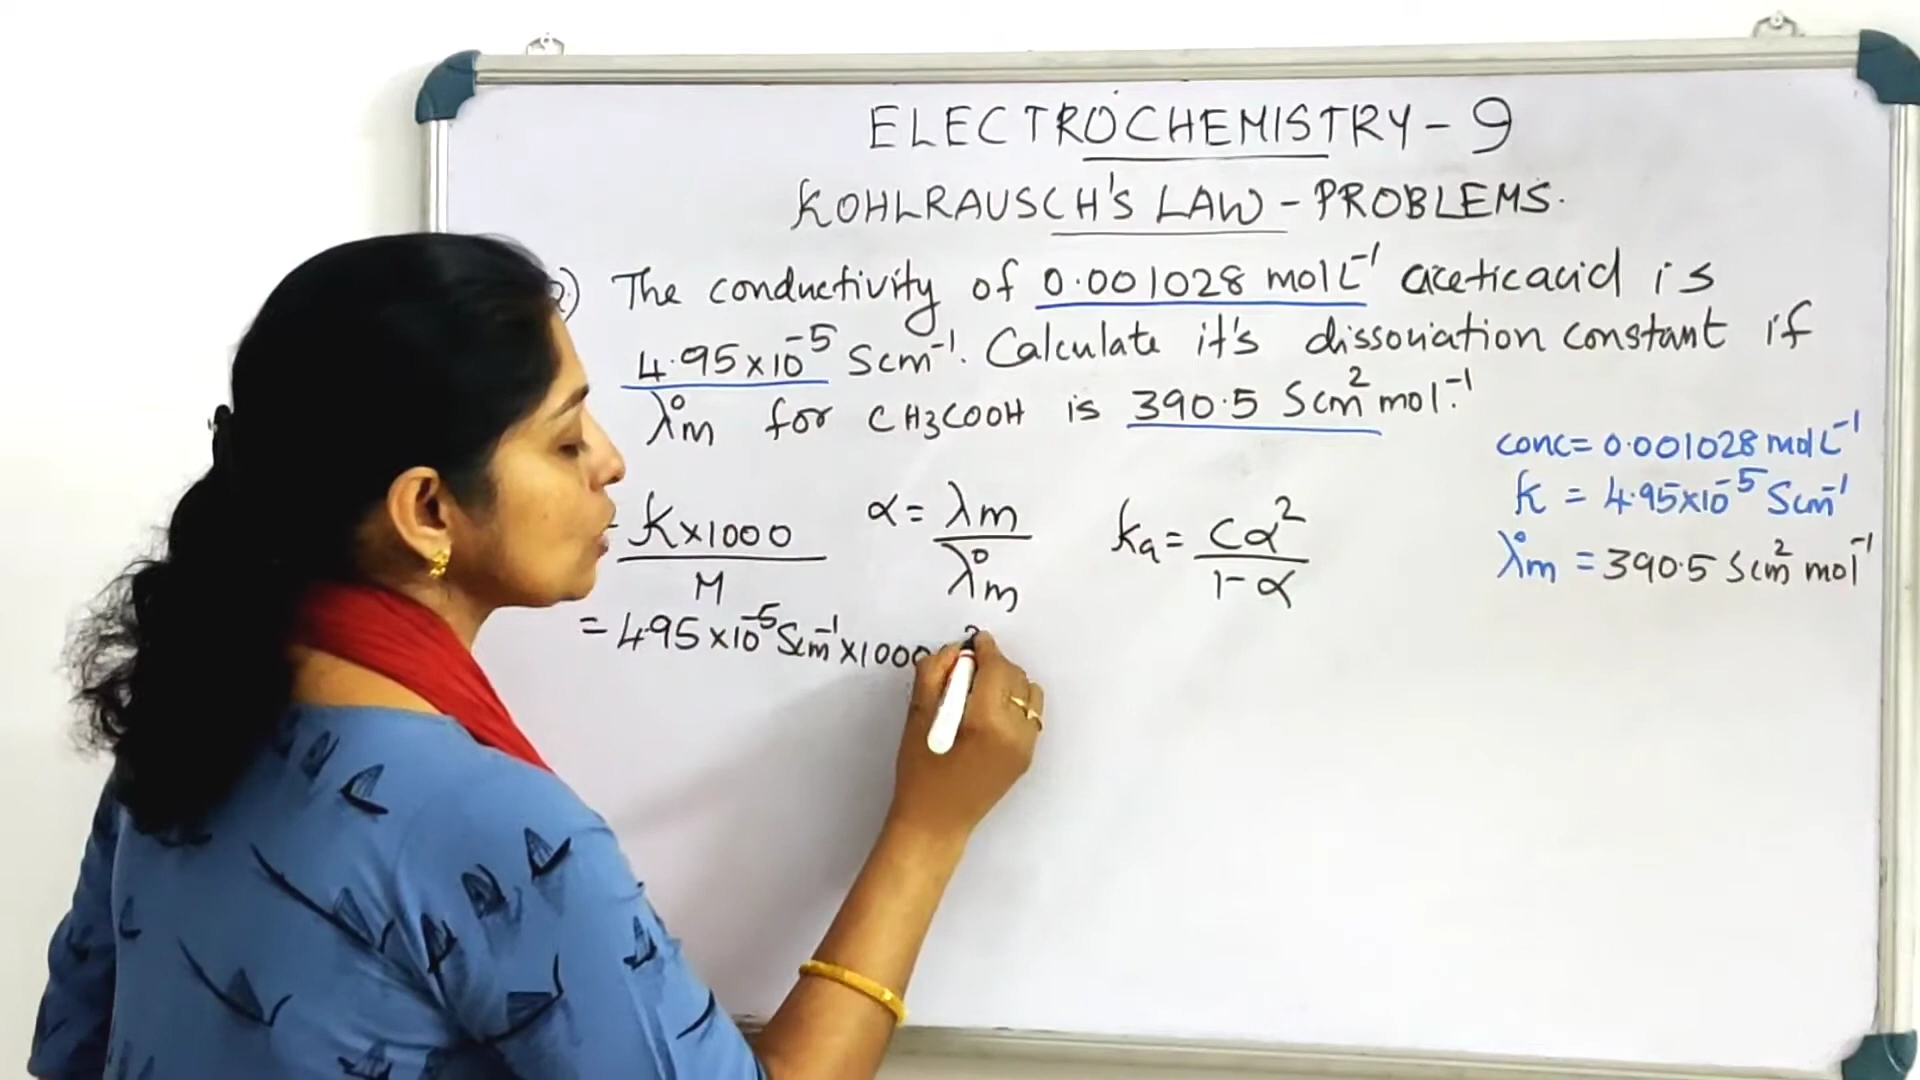 ELECTROCHEMISTRY - 9
KOHLRAUSCH'S LAW - PROBLEMS.
The conductivity of 0.001028 mol L⁻¹ aceticacid is
4.95×10⁻⁵ Scm⁻¹. Calculate it's dissociation constant if
λ°m for CH3COOH is 390.5 Scm² mol⁻¹.
conc = 0.001028 mol L⁻¹
K = 4.95×10⁻⁵ Scm⁻¹
λ°m = 390.5 Scm² mol⁻¹
K×1000 / M
α = λm / λ°m
Ka = Cα² / 1-α
= 4.95×10⁻⁵ Scm⁻¹ × 1000